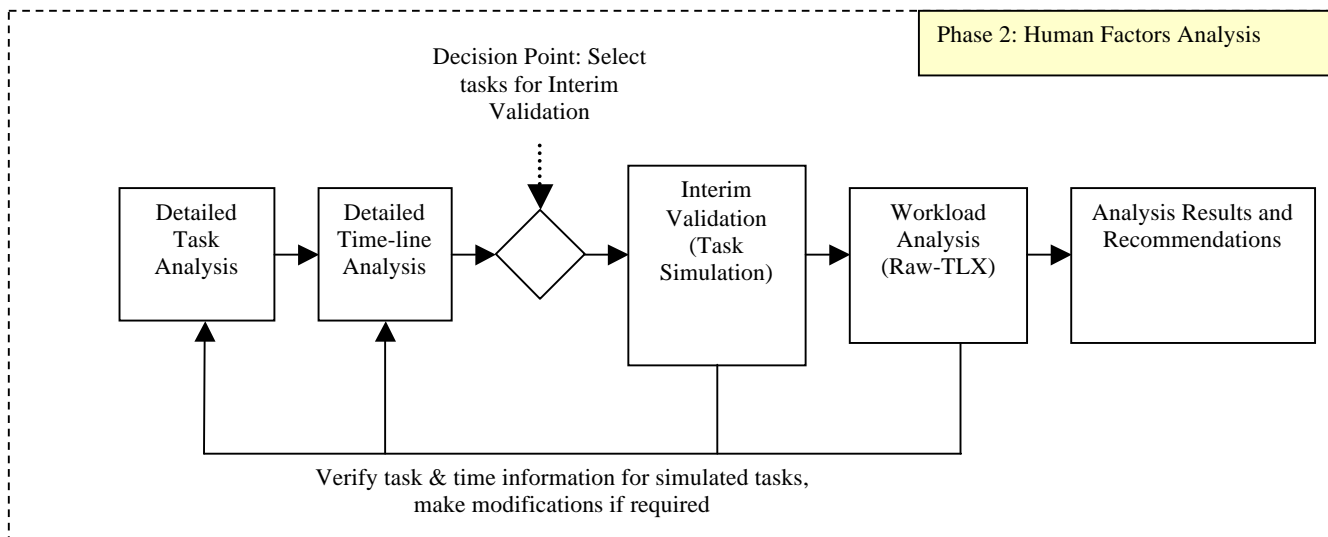 Phase 2: Human Factors Analysis
Decision Point: Select
tasks for Interim
Validation
Detailed
Task
Analysis
Detailed
Time-line
Analysis
Interim
Validation
(Task
Simulation)
Workload
Analysis
(Raw-TLX)
Analysis Results and
Recommendations
Verify task & time information for simulated tasks,
make modifications if required